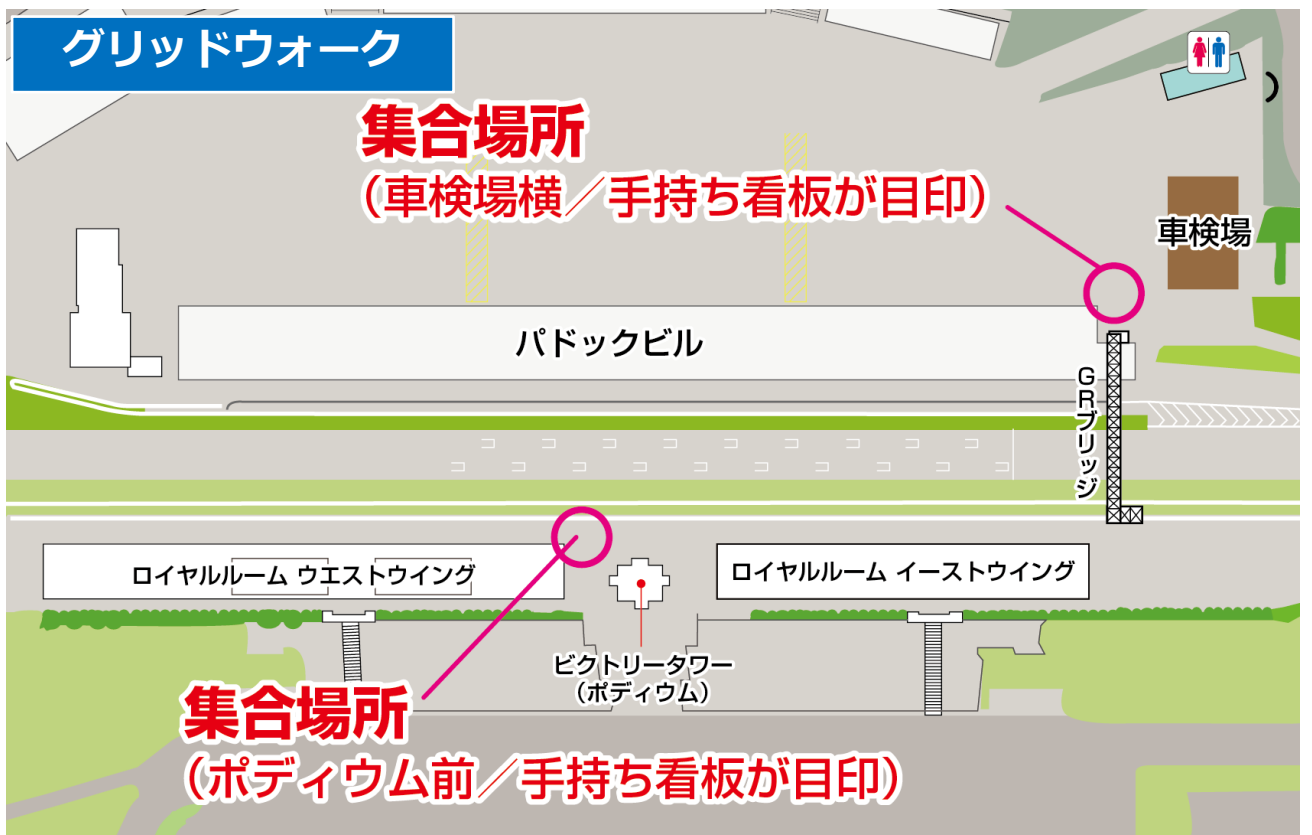 グリッドウォーク
集合場所
（車検場横／手持ち看板が目印）
車検場
パドックビル
GRブリッジ
ロイヤルルーム ウエストウイング
ロイヤルルーム イーストウイング
ビクトリータワー
（ポディウム）
集合場所
（ポディウム前／手持ち看板が目印）